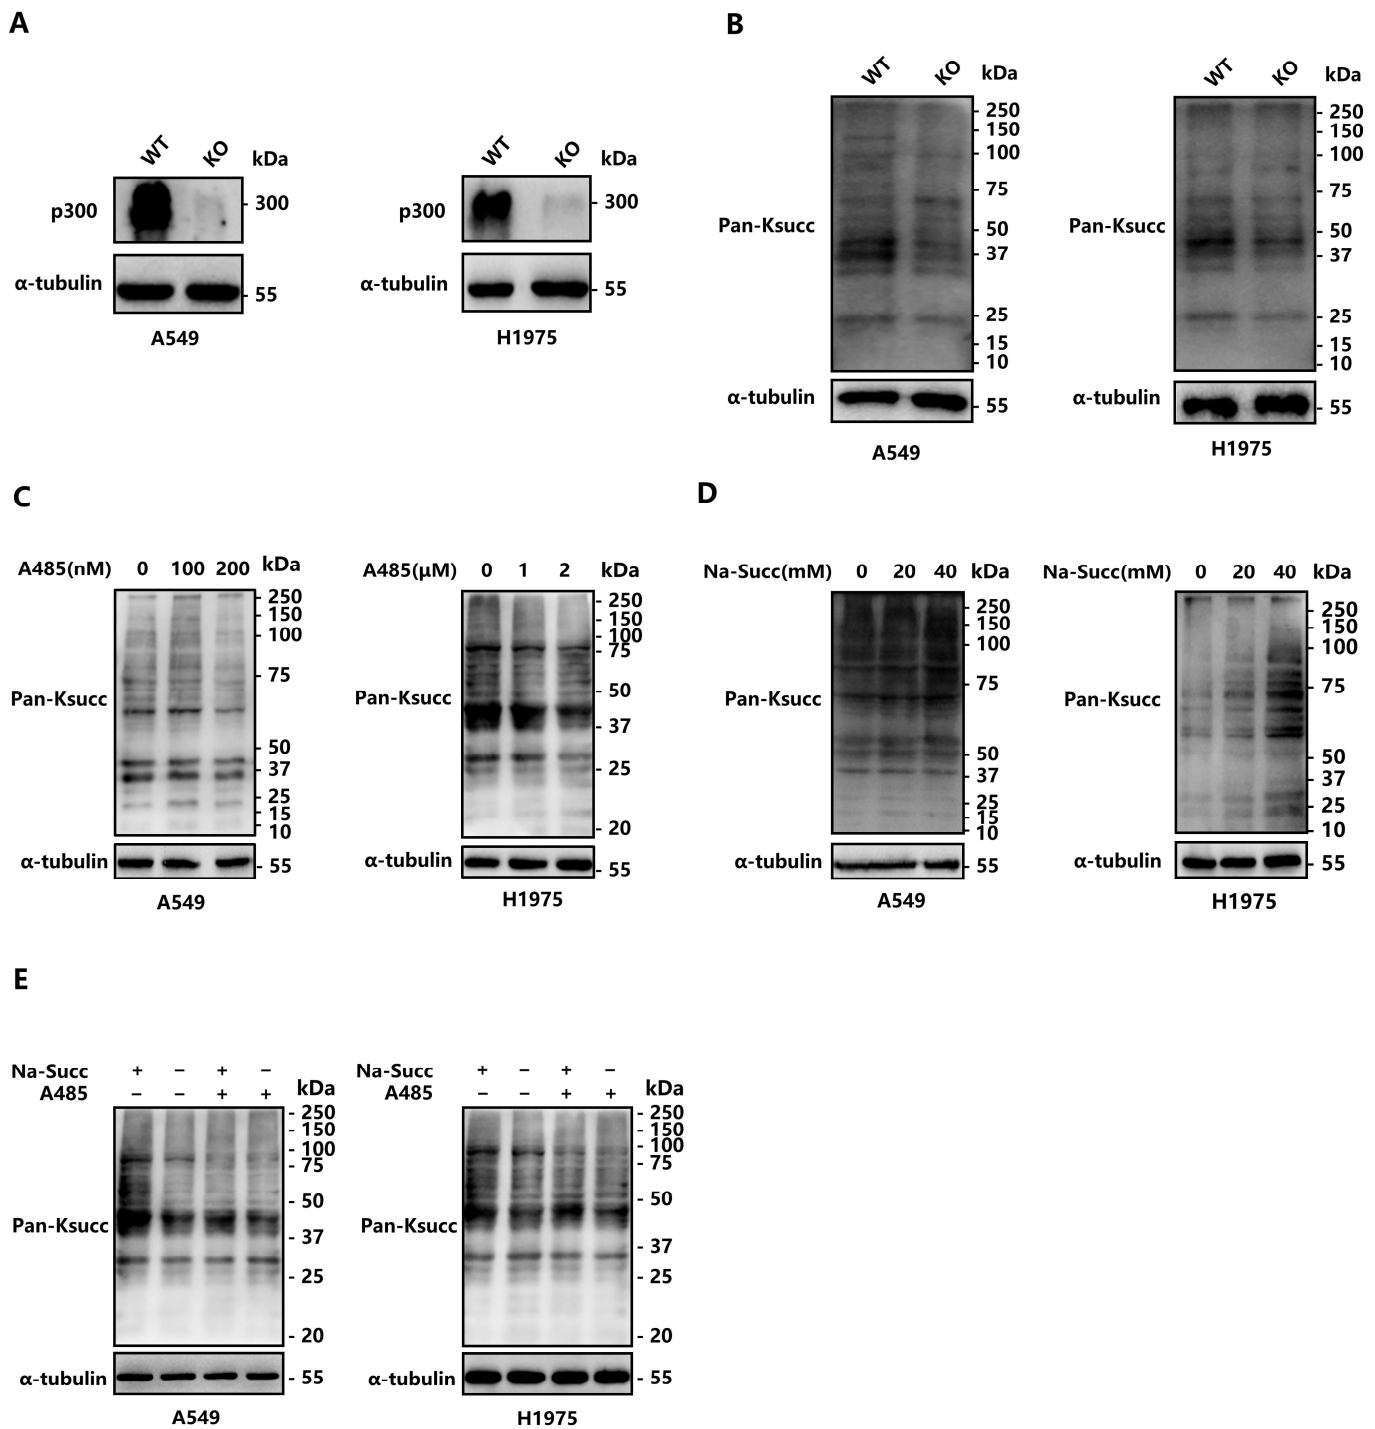 A
WT KO kDa
p300 - 300
α-tubulin - 55
A549
WT KO kDa
p300 - 300
α-tubulin - 55
H1975
B
WT KO kDa
Pan-Ksucc
- 250
- 150
- 100
- 75
- 50
- 37
- 25
- 15
- 10
α-tubulin - 55
A549
WT KO kDa
Pan-Ksucc
- 250
- 150
- 100
- 75
- 50
- 37
- 25
- 15
- 10
α-tubulin - 55
H1975
C
A485(nM) 0 100 200 kDa
Pan-Ksucc
- 250
- 150
- 100
- 75
- 50
- 37
- 25
- 15
- 10
α-tubulin - 55
A549
A485(μM) 0 1 2 kDa
Pan-Ksucc
- 250
- 150
- 100
- 75
- 50
- 37
- 25
- 20
α-tubulin - 55
H1975
D
Na-Succ(mM) 0 20 40 kDa
Pan-Ksucc
- 250
- 150
- 100
- 75
- 50
- 37
- 25
- 15
- 10
α-tubulin - 55
A549
Na-Succ(mM) 0 20 40 kDa
Pan-Ksucc
- 250
- 150
- 100
- 75
- 50
- 37
- 25
- 10
α-tubulin - 55
H1975
E
Na-Succ + − + −
A485 − − + + kDa
Pan-Ksucc
- 250
- 150
- 100
- 75
- 50
- 37
- 25
- 20
α-tubulin - 55
A549
Na-Succ + − + −
A485 − − + + kDa
Pan-Ksucc
- 250
- 150
- 100
- 75
- 50
- 37
- 25
- 20
α-tubulin - 55
H1975